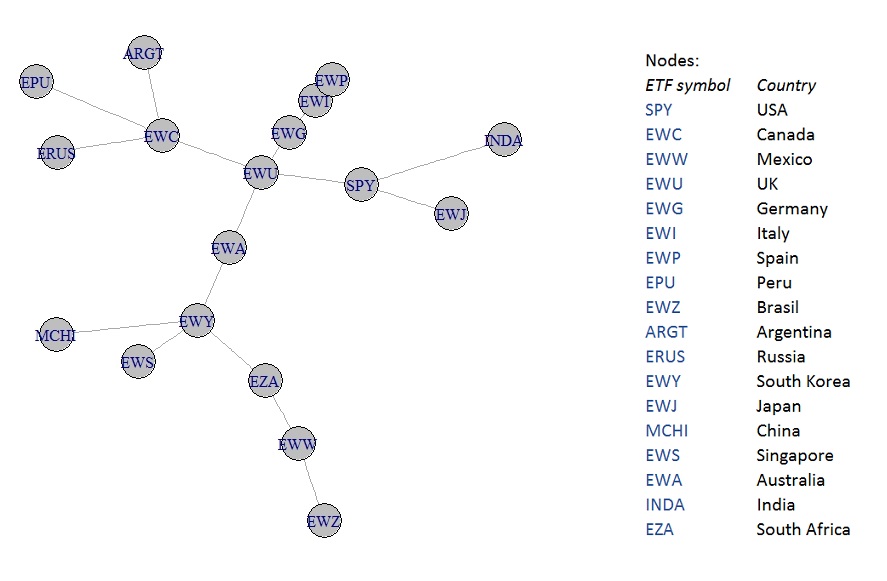 ARGT
EPU
EWP
EWI
EWG
EWC
INDA
ERUS
EWU
SPY
EWJ
EWA
EWY
MCHI
EWS
EZA
EWW
EWZ
Nodes:
ETF symbol Country
SPY USA
EWC Canada
EWW Mexico
EWU UK
EWG Germany
EWI Italy
EWP Spain
EPU Peru
EWZ Brasil
ARGT Argentina
ERUS Russia
EWY South Korea
EWJ Japan
MCHI China
EWS Singapore
EWA Australia
INDA India
EZA South Africa